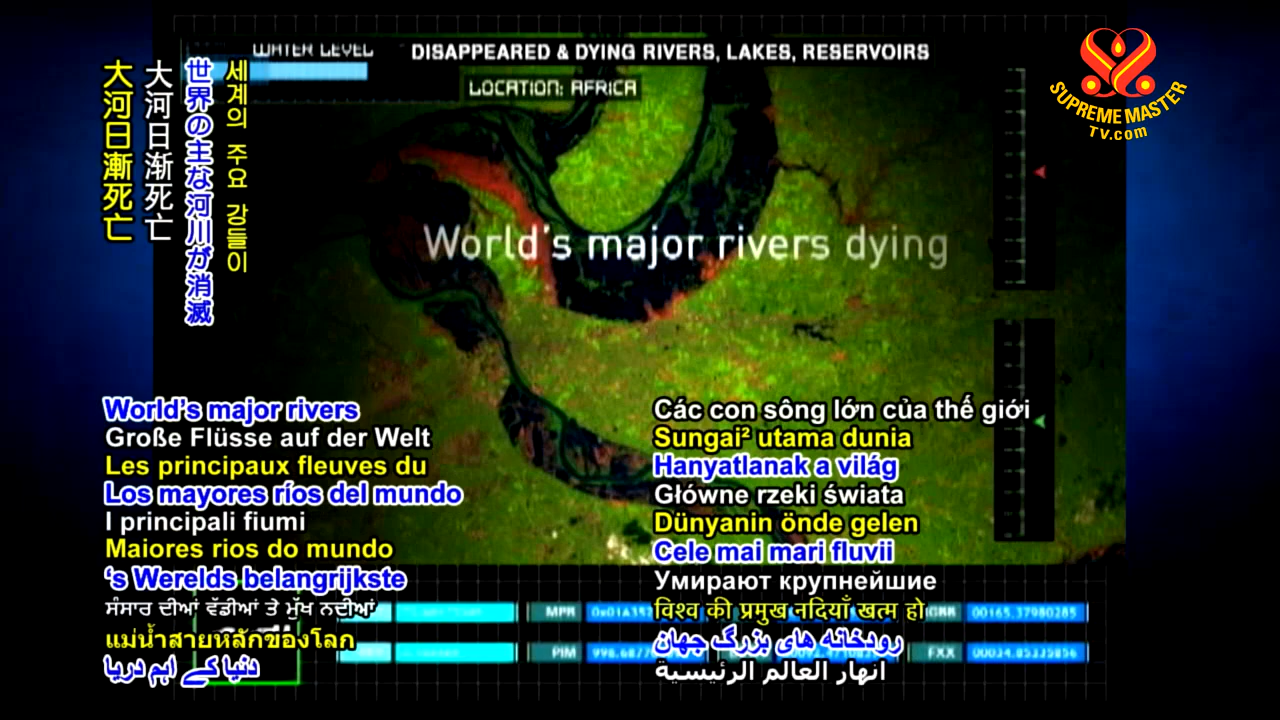 WATER LEVEL
DISAPPEARED & DYING RIVERS, LAKES, RESERVOIRS
LOCATION: AFRICA
SUPREME MASTER
TV.com
세계의 주요 강들이
世界の主な河川が消滅
大河日渐死亡
大河日漸死亡
World's major rivers dying
World's major rivers
Große Flüsse auf der Welt
Les principaux fleuves du
Los mayores ríos del mundo
I principali fiumi
Maiores rios do mundo
‘s Werelds belangrijkste
ਸੰਸਾਰ ਦੀਆਂ ਵੱਡੀਆਂ ਤੇ ਮੁੱਖ ਨਦੀਆਂ
แม่น้ำสายหลักของโลก
دنیا کے اہم دریا
Các con sông lớn của thế giới
Sungai² utama dunia
Hanyatlanak a világ
Główne rzeki świata
Dünyanin önde gelen
Cele mai mari fluvii
Умирают крупнейшие
विश्व की प्रमुख नदियाँ खत्म हो
رودخانه های بزرگ جهان
انهار العالم الرئيسية
MPR
00165.37980285
PIM
FXX
00034.85335856